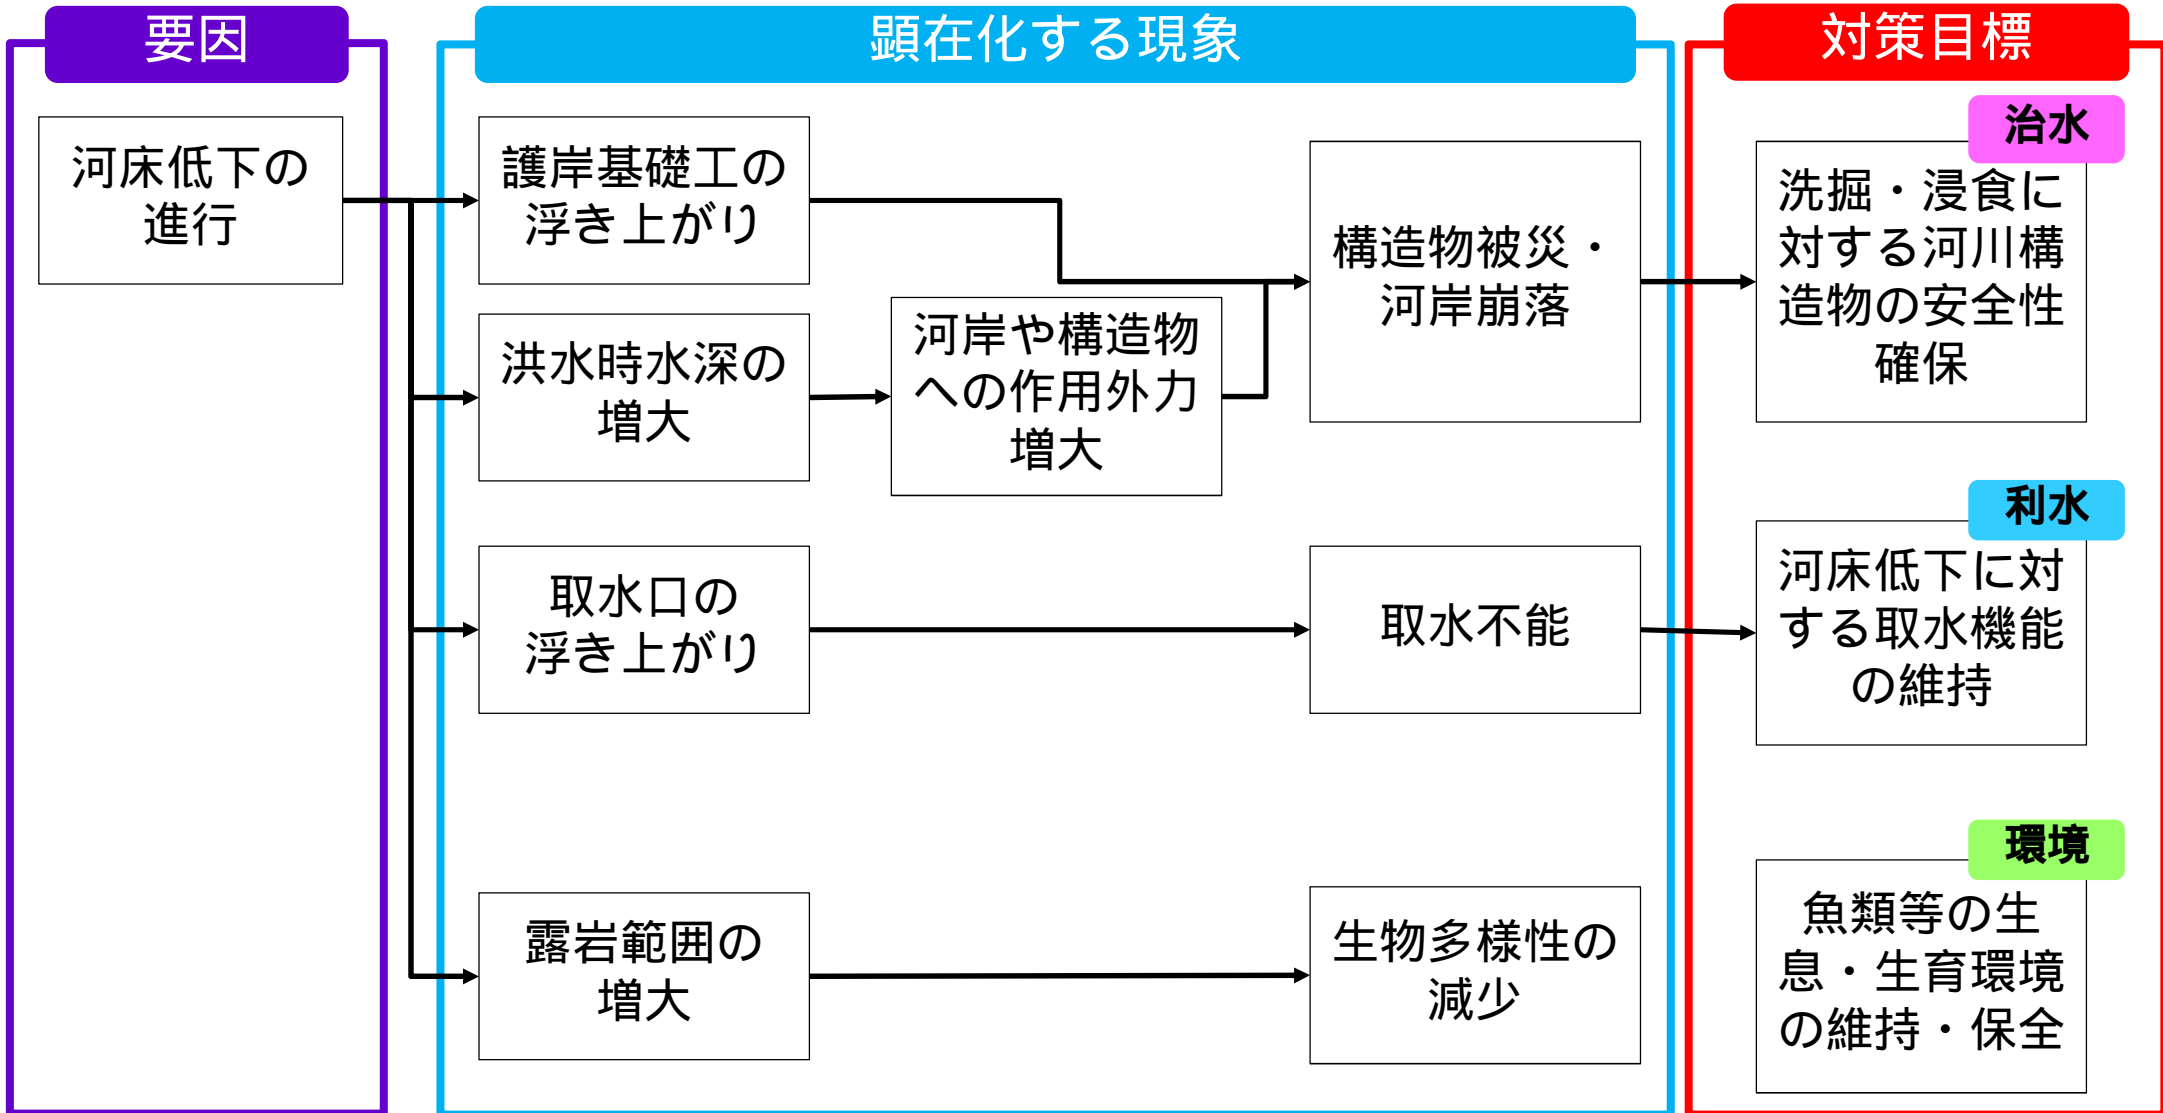 要因
顕在化する現象
対策目標
河床低下の
進行
護岸基礎工の
浮き上がり
洪水時水深の
増大
河岸や構造物
への作用外力
増大
構造物被災・
河岸崩落
治水
洗掘・浸食に
対する河川構
造物の安全性
確保
取水口の
浮き上がり
取水不能
利水
河床低下に対
する取水機能
の維持
露岩範囲の
増大
生物多様性の
減少
環境
魚類等の生
息・生育環境
の維持・保全